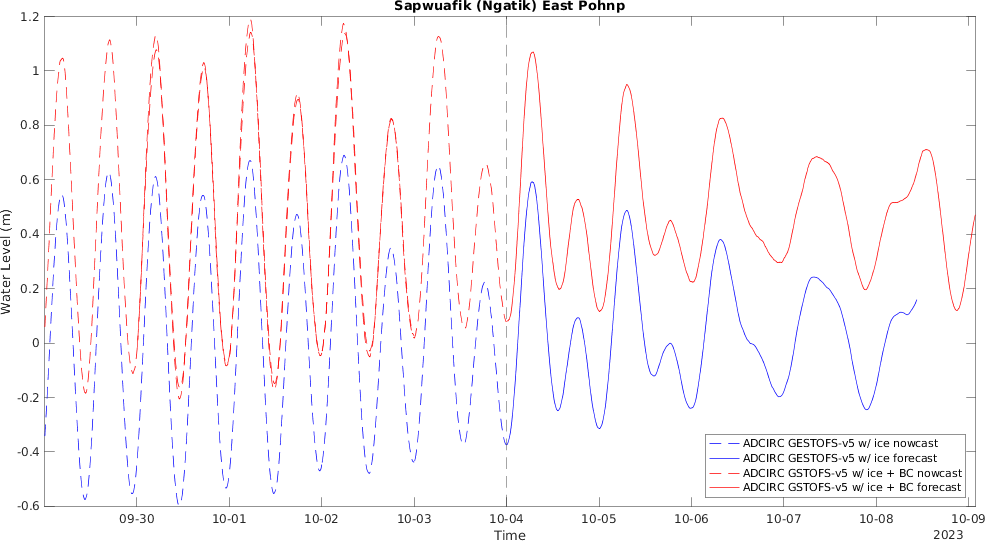 Sapwuafik (Ngatik) East Pohnp
1.2
1
0.8
0.6
0.4
0.2
0
-0.2
-0.4
-0.6
Water Level (m)
ADCIRC GESTOFS-v5 w/ ice nowcast
ADCIRC GESTOFS-v5 w/ ice forecast
ADCIRC GSTOFS-v5 w/ ice + BC nowcast
ADCIRC GSTOFS-v5 w/ ice + BC forecast
09-30 10-01 10-02 10-03 10-04 10-05 10-06 10-07 10-08 10-09
Time
2023